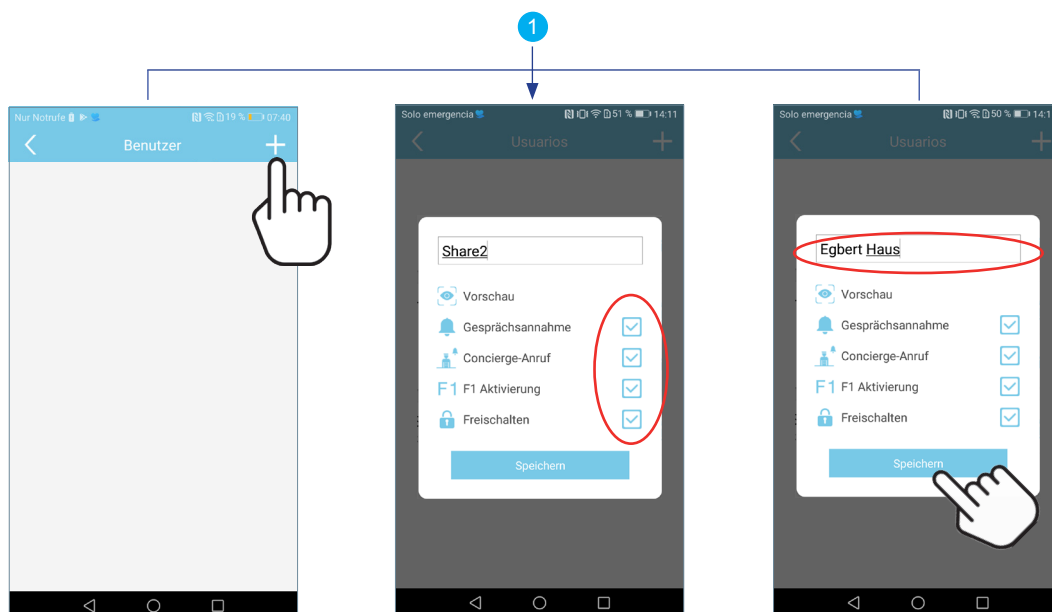 1
Nur Notrufe 19 % 07:40
Benutzer
Solo emergencia 51 % 14:11
Usuarios
Share2
Vorschau
Gesprächsannahme
Concierge-Anruf
F1 F1 Aktivierung
Freischalten
Speichern
Solo emergencia 50 % 14:1
Usuarios
Egbert Haus
Vorschau
Gesprächsannahme
Concierge-Anruf
F1 F1 Aktivierung
Freischalten
Speichern